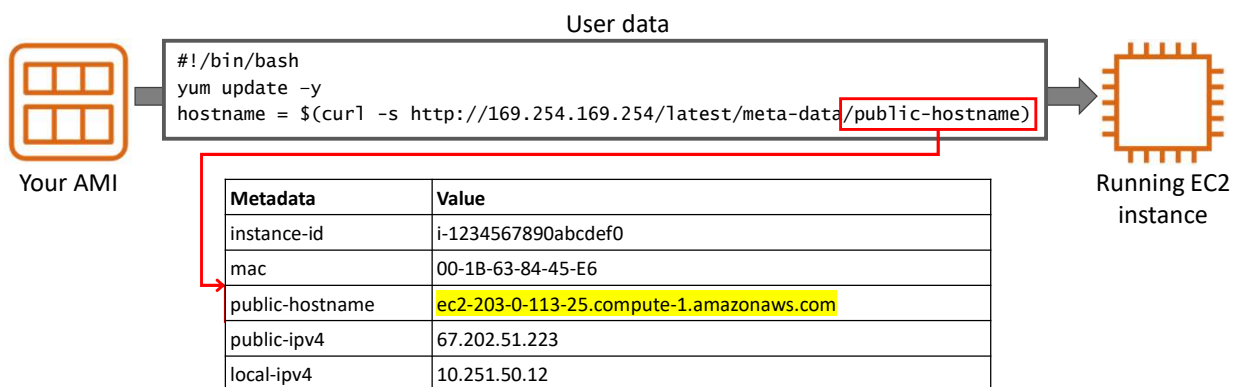 User data
#!/bin/bash
yum update –y
hostname = $(curl -s http://169.254.169.254/latest/meta-data/public-hostname)
Your AMI
Running EC2
instance
Metadata Value
instance-id i-1234567890abcdef0
mac 00-1B-63-84-45-E6
public-hostname ec2-203-0-113-25.compute-1.amazonaws.com
public-ipv4 67.202.51.223
local-ipv4 10.251.50.12